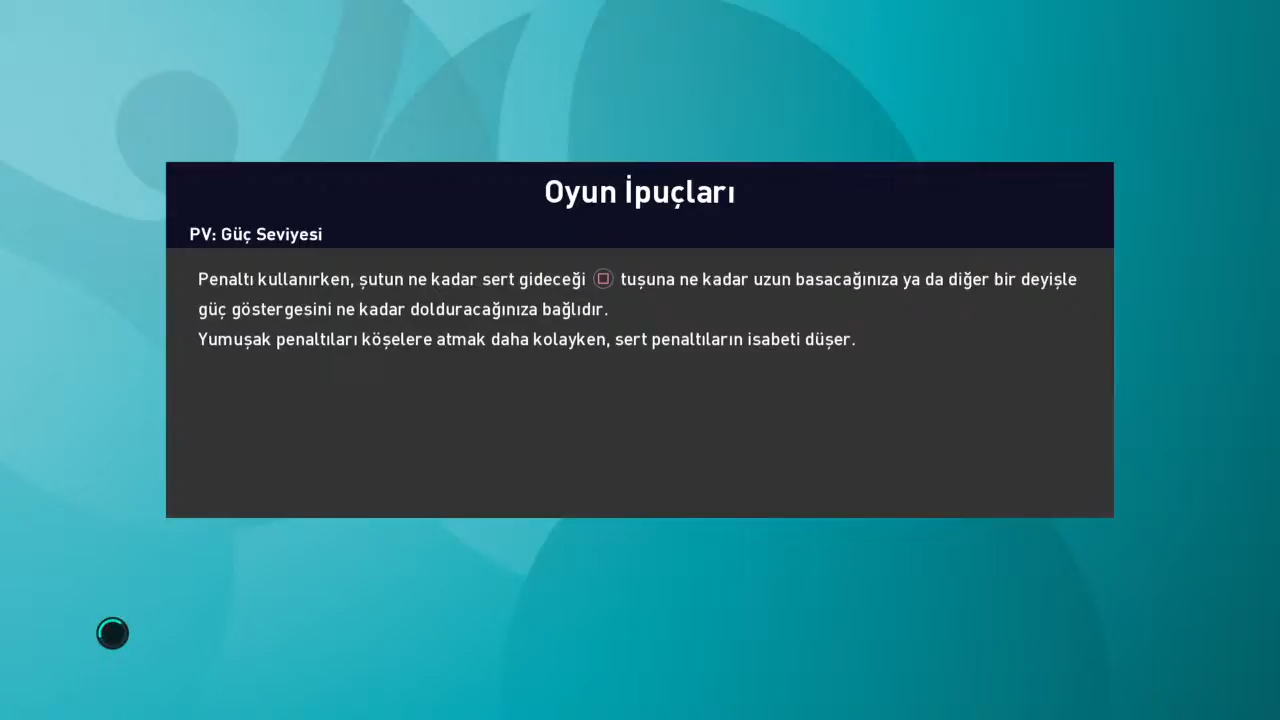 Oyun İpuçları
PV: Güç Seviyesi
Penaltı kullanırken, şutun ne kadar sert gideceği tuşuna ne kadar uzun basacağınıza ya da diğer bir deyişle
güç göstergesini ne kadar dolduracağınıza bağlıdır.
Yumuşak penaltıları köşelere atmak daha kolayken, sert penaltıların isabeti düşer.